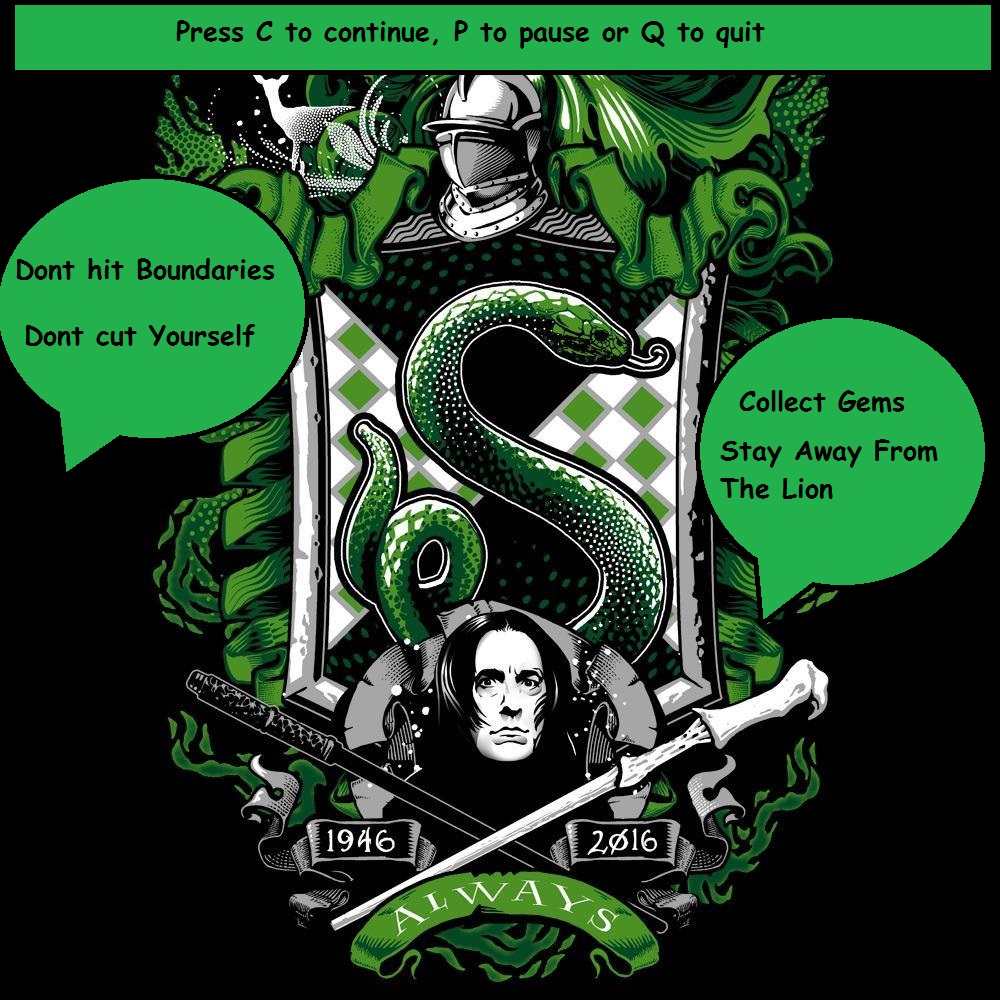 Press C to continue, P to pause or Q to quit
Dont hit Boundaries
Dont cut Yourself
Collect Gems
Stay Away From
The Lion
1946
2016
ALWAYS